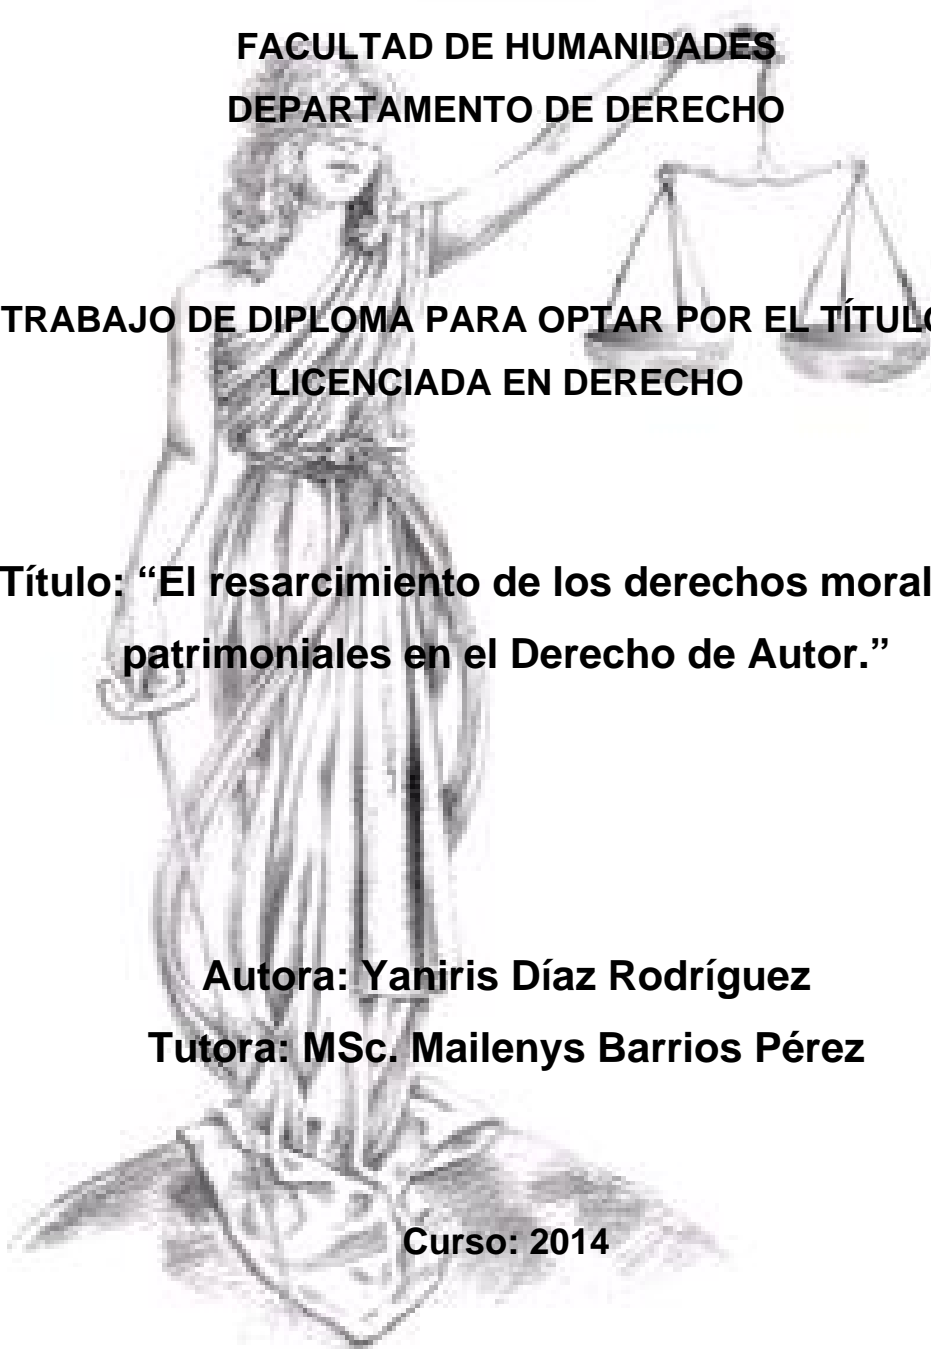 FACULTAD DE HUMANIDADES
DEPARTAMENTO DE DERECHO
TRABAJO DE DIPLOMA PARA OPTAR POR EL TÍTULO
LICENCIADA EN DERECHO
Título: “El resarcimiento de los derechos moral
patrimoniales en el Derecho de Autor.”
Autora: Yaniris Díaz Rodríguez
Tutora: MSc. Mailenys Barrios Pérez
Curso: 2014